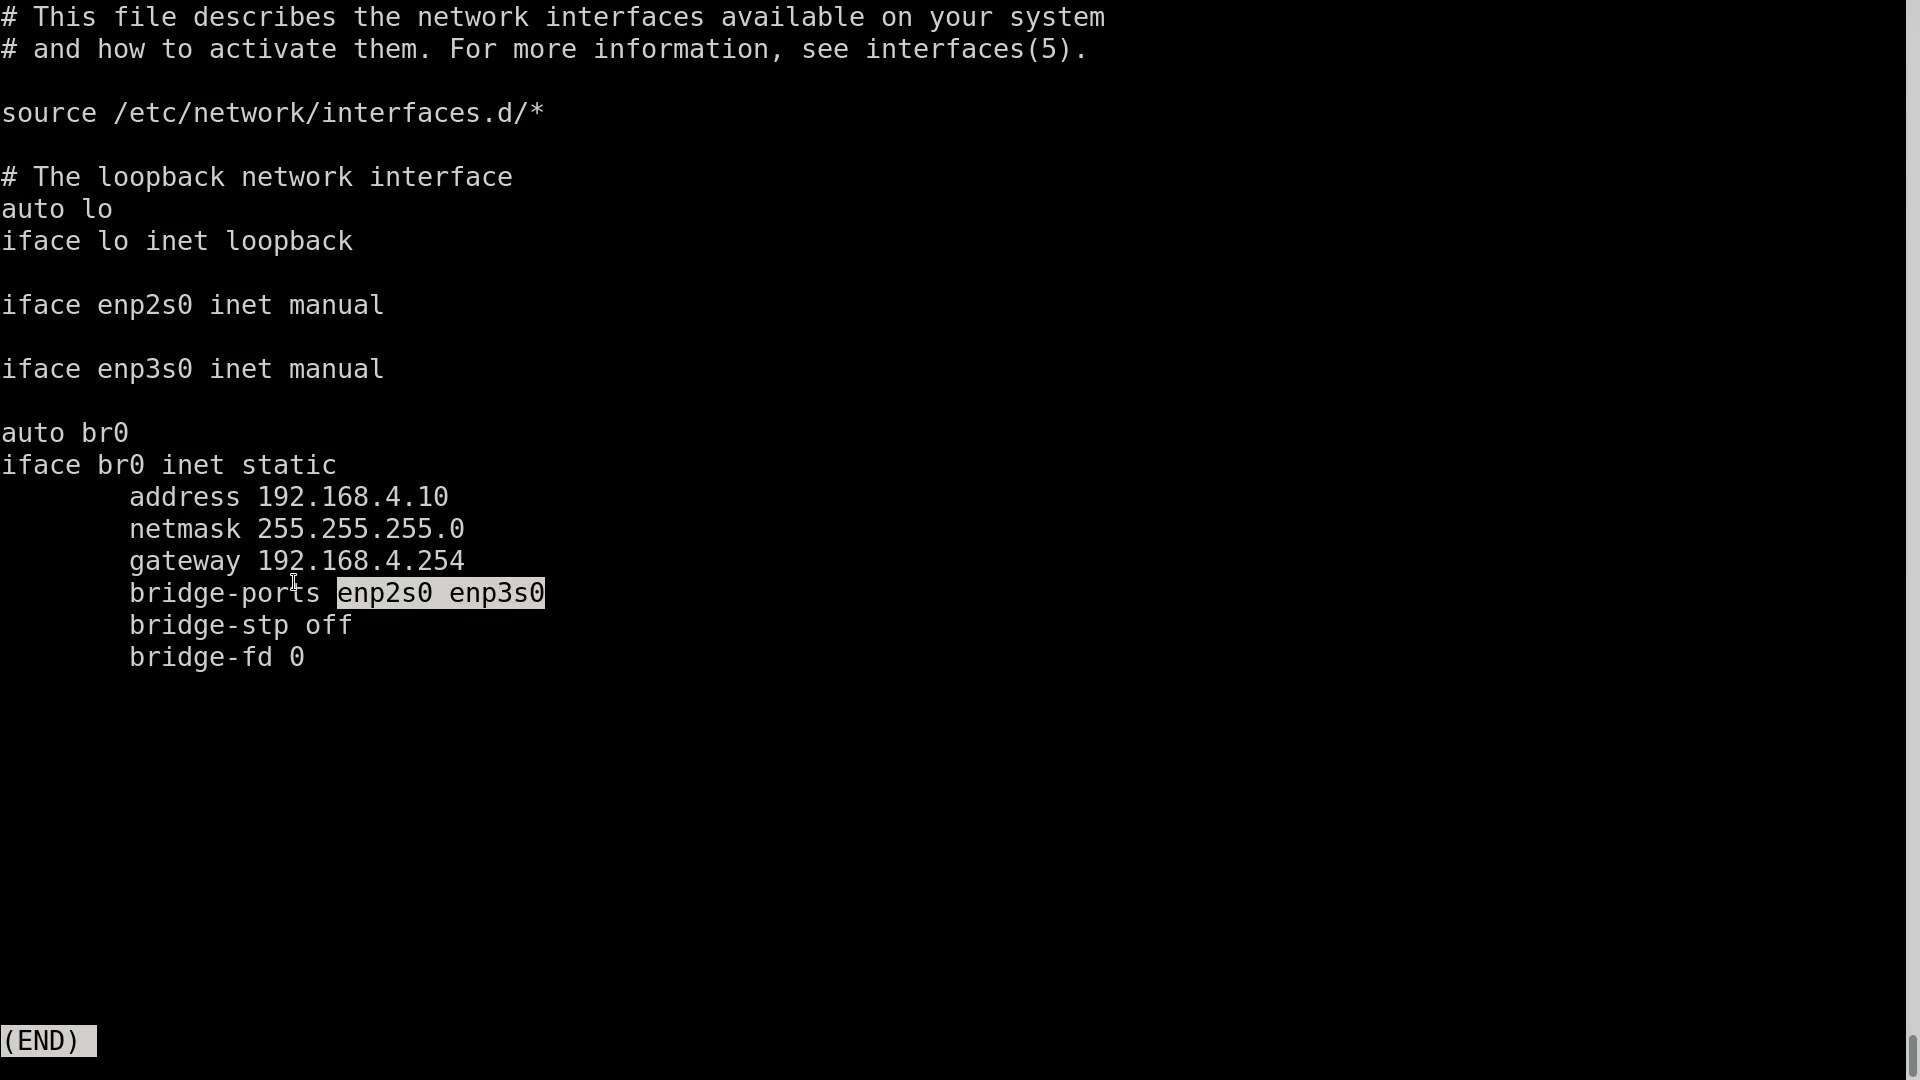 # This file describes the network interfaces available on your system
# and how to activate them. For more information, see interfaces(5).
source /etc/network/interfaces.d/*
# The loopback network interface
auto lo
iface lo inet loopback
iface enp2s0 inet manual
iface enp3s0 inet manual
auto br0
iface br0 inet static
        address 192.168.4.10
        netmask 255.255.255.0
        gateway 192.168.4.254
        bridge-ports enp2s0 enp3s0
        bridge-stp off
        bridge-fd 0
(END)